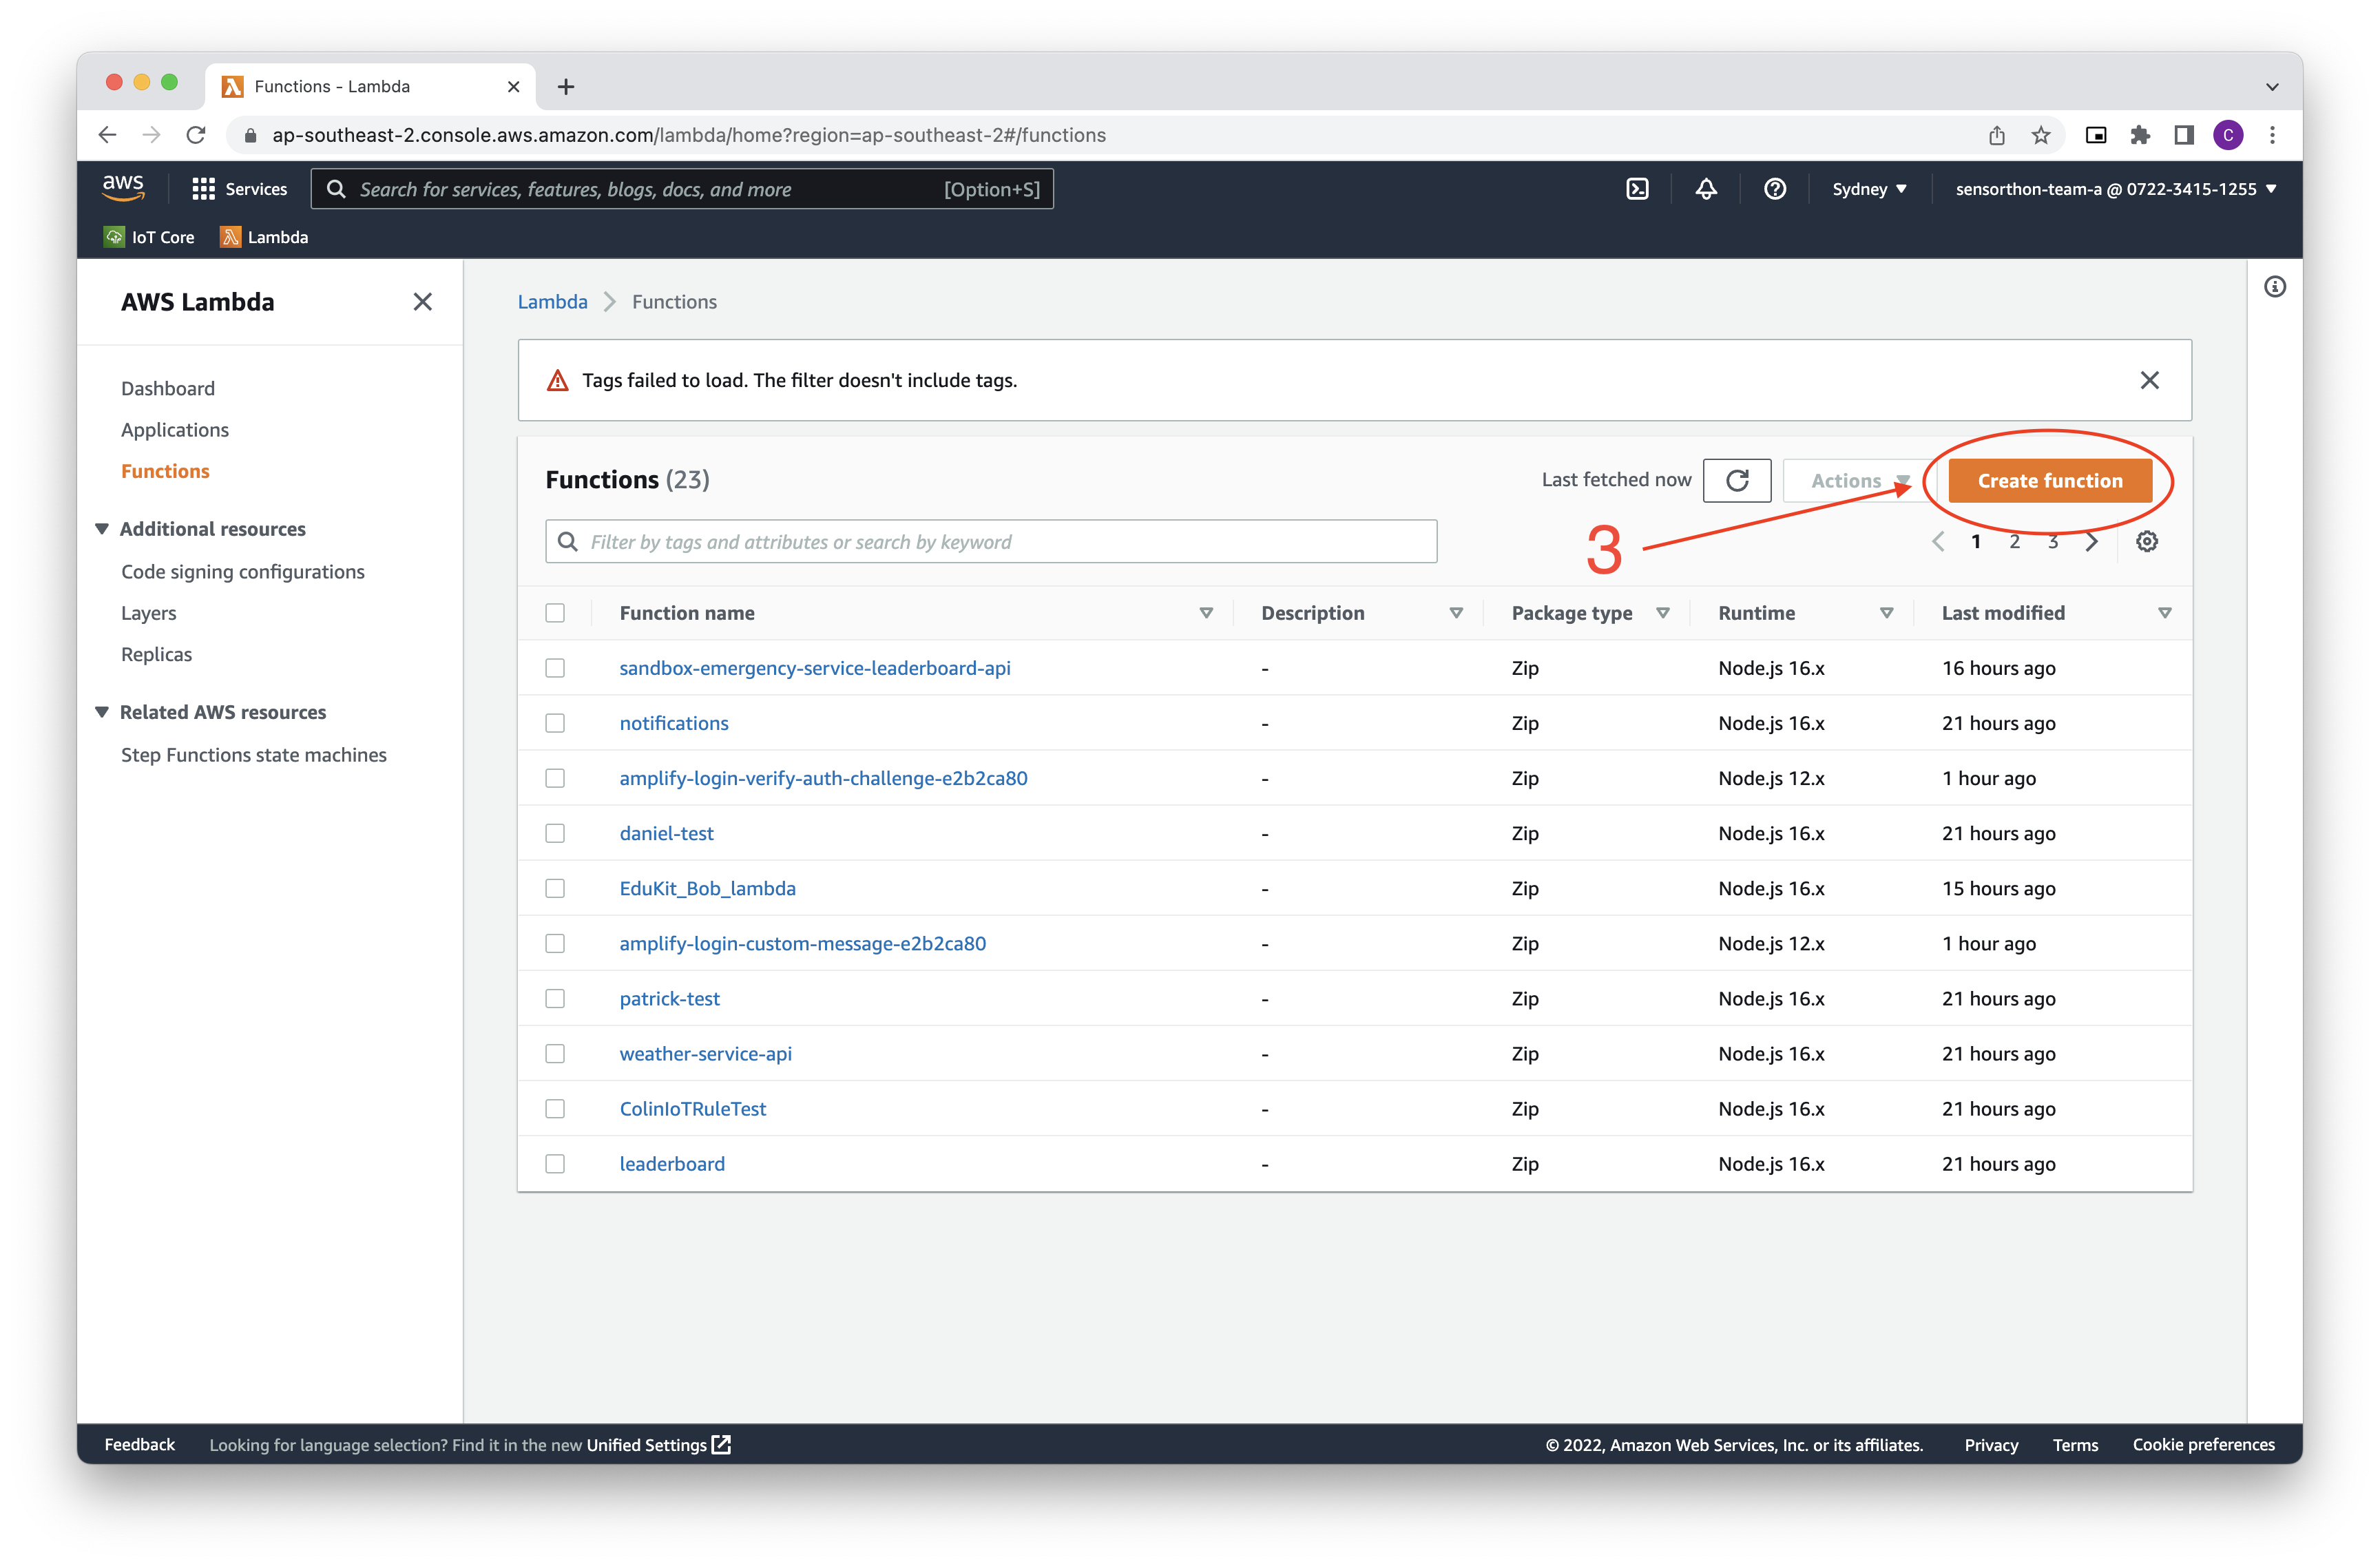 Functions - Lambda
ap-southeast-2.console.aws.amazon.com/lambda/home?region=ap-southeast-2#/functions
C
aws
Services
Search for services, features, blogs, docs, and more
[Option+S]
Sydney
sensorthon-team-a @ 0722-3415-1255
IoT Core
Lambda
AWS Lambda
Dashboard
Applications
Functions
Additional resources
Code signing configurations
Layers
Replicas
Related AWS resources
Step Functions state machines
Lambda Functions
Tags failed to load. The filter doesn't include tags.
Functions (23)
Last fetched now
Actions
Create function
Filter by tags and attributes or search by keyword
3
1 2 3
Function name Description Package type Runtime Last modified
sandbox-emergency-service-leaderboard-api - Zip Node.js 16.x 16 hours ago
notifications - Zip Node.js 16.x 21 hours ago
amplify-login-verify-auth-challenge-e2b2ca80 - Zip Node.js 12.x 1 hour ago
daniel-test - Zip Node.js 16.x 21 hours ago
EduKit_Bob_lambda - Zip Node.js 16.x 15 hours ago
amplify-login-custom-message-e2b2ca80 - Zip Node.js 12.x 1 hour ago
patrick-test - Zip Node.js 16.x 21 hours ago
weather-service-api - Zip Node.js 16.x 21 hours ago
ColinIoTRuleTest - Zip Node.js 16.x 21 hours ago
leaderboard - Zip Node.js 16.x 21 hours ago
Feedback
Looking for language selection? Find it in the new Unified Settings
© 2022, Amazon Web Services, Inc. or its affiliates.
Privacy
Terms
Cookie preferences